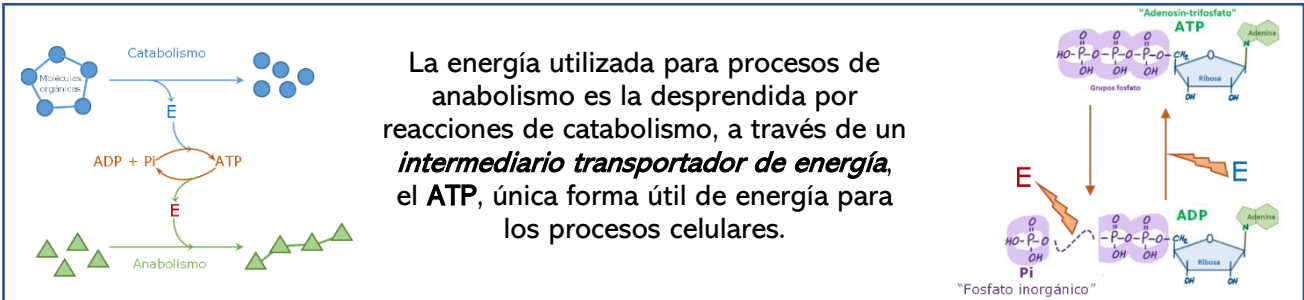 Catabolismo
Moléculas
orgánicas
E
ADP + Pi
ATP
E
Anabolismo
La energía utilizada para procesos de
anabolismo es la desprendida por
reacciones de catabolismo, a través de un
intermediario transportador de energía,
el ATP, única forma útil de energía para
los procesos celulares.
"Adenosín-trifosfato"
ATP
Adenina
N
O O O
HO-P-O-P-O-P-O-CH₂ O
OH OH OH
Grupos fosfato
Ribosa
OH OH
E
E
ADP
Adenina
N
O
HO-P-O
OH
O O
-P-O-P-O-CH₂ O
OH OH
Ribosa
OH OH
Pi
"Fosfato inorgánico"